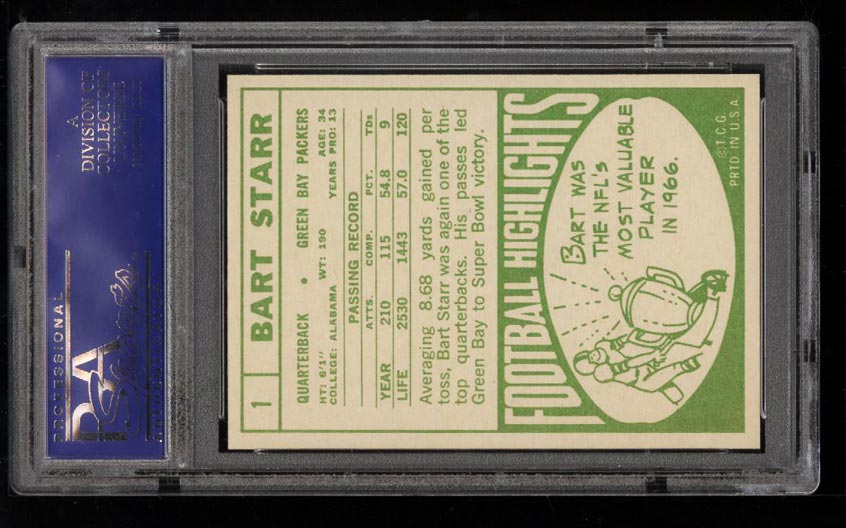 PROFESSIONAL
PSA
A
DIVISION OF
COLLECTORS
UNIVERSE
1 BART STARR
QUARTERBACK • GREEN BAY PACKERS
HT: 6'1" WT: 190 AGE: 34
COLLEGE: ALABAMA YEARS PRO: 13
PASSING RECORD
ATTS. COMP. PCT. TDs
YEAR 210 115 54.8 9
LIFE 2530 1443 57.0 120
Averaging 8.68 yards gained per
toss, Bart Starr was again one of the
top quarterbacks. His passes led
Green Bay to Super Bowl victory.
FOOTBALL HIGHLIGHTS
BART WAS
THE NFL'S
MOST VALUABLE
PLAYER
IN 1966.
©T.C.G.
PRTD IN U.S.A.